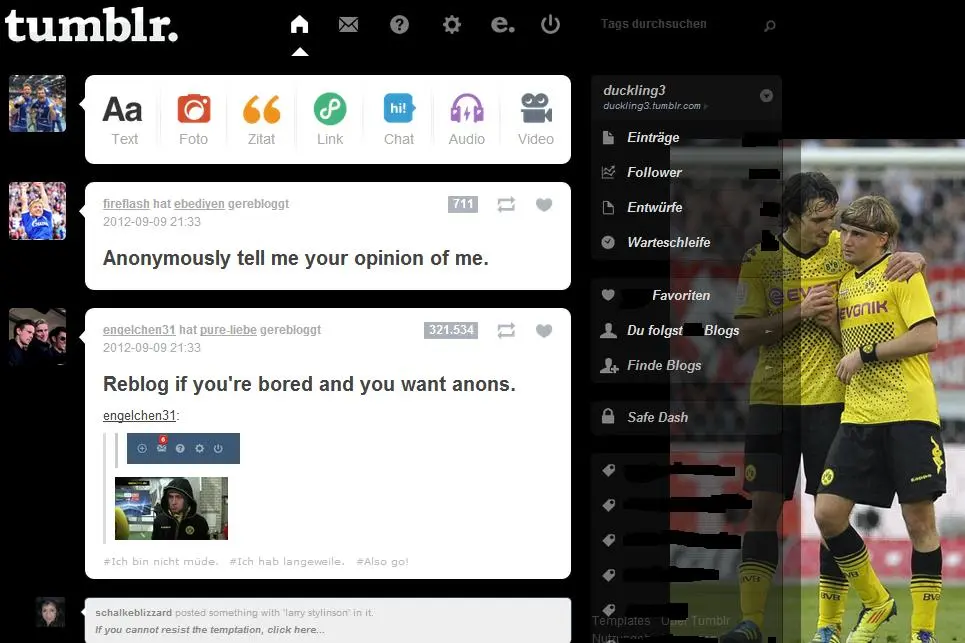 tumblr.
Tags durchsuchen
Aa
hi!
Text
Foto
Zitat
Link
Chat
Audio
Video
fireflash hat ebediyen gerebloggt
711
2012-09-09 21:33
Anonymously tell me your opinion of me.
engelchen31 hat pure-liebe gerebloggt
321.534
2012-09-09 21:33
Reblog if you're bored and you want anons.
engelchen31:
6
#Ich bin nicht müde. #Ich hab langeweile. #Also go!
schalkeblizzard posted something with 'larry stylinson' in it.
If you cannot resist the temptation, click here...
duckling3
duckling3.tumblr.com
Einträge
Follower
Entwürfe
Warteschleife
Favoriten
Du folgst Blogs
Finde Blogs
Safe Dash
Templates Über Tumblr
EVONIK
EVONIK
BVB
09
Kappa
BVB
BVB